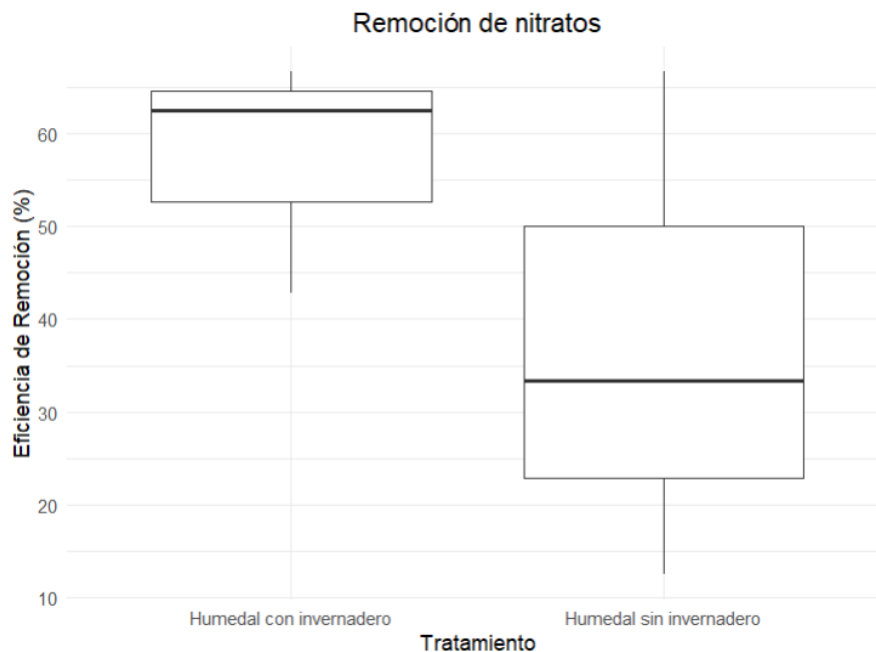 Remoción de nitratos
Eficiencia de Remoción (%)
60
50
40
30
20
10
Humedal con invernadero
Humedal sin invernadero
Tratamiento